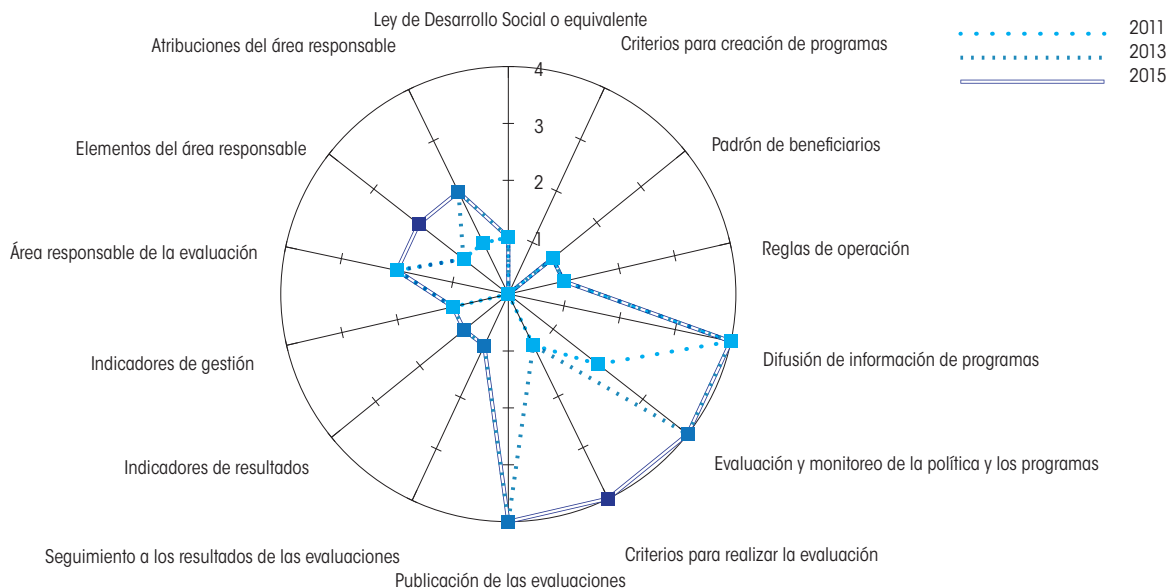 Ley de Desarrollo Social o equivalente
Atribuciones del área responsable
Criterios para creación de programas
2011
2013
2015
4
3
2
1
Elementos del área responsable
Padrón de beneficiarios
Área responsable de la evaluación
Reglas de operación
Indicadores de gestión
Difusión de información de programas
Indicadores de resultados
Evaluación y monitoreo de la política y los programas
Seguimiento a los resultados de las evaluaciones
Criterios para realizar la evaluación
Publicación de las evaluaciones